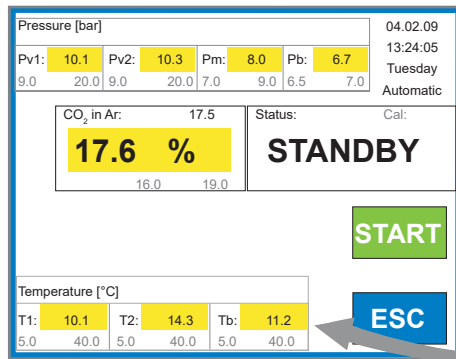 Pressure [bar]
04.02.09
13:24:05
Tuesday
Automatic
Pv1: 10.1 Pv2: 10.3 Pm: 8.0 Pb: 6.7
9.0 20.0 9.0 20.0 7.0 9.0 6.5 7.0
CO2 in Ar: 17.5
17.6 %
16.0 19.0
Status: Cal:
STANDBY
START
Temperature [°C]
T1: 10.1 T2: 14.3 Tb: 11.2
5.0 40.0 5.0 40.0 5.0 40.0
ESC